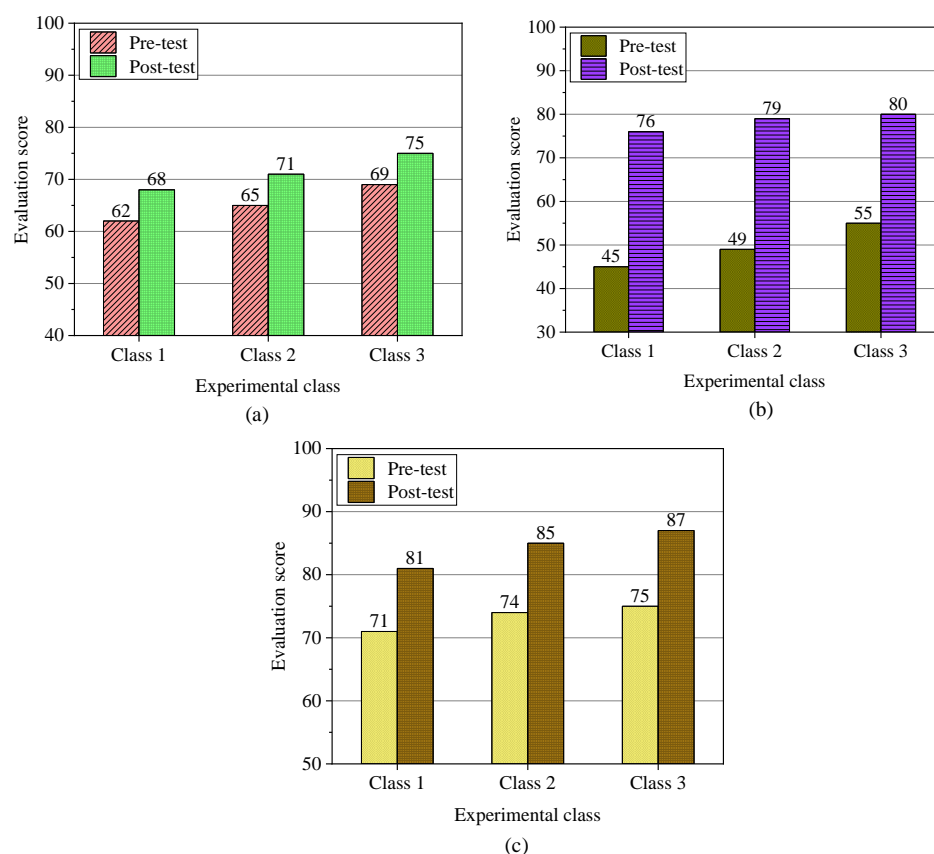 (a)
100
90
80
70
60
50
40
Evaluation score
Pre-test
Post-test
62
68
65
71
69
75
Class 1
Class 2
Class 3
Experimental class
(b)
100
90
80
70
60
50
40
30
Evaluation score
Pre-test
Post-test
45
76
49
79
55
80
Class 1
Class 2
Class 3
Experimental class
100
90
80
70
60
50
Evaluation score
Pre-test
Post-test
71
81
74
85
75
87
Class 1
Class 2
Class 3
Experimental class
(c)